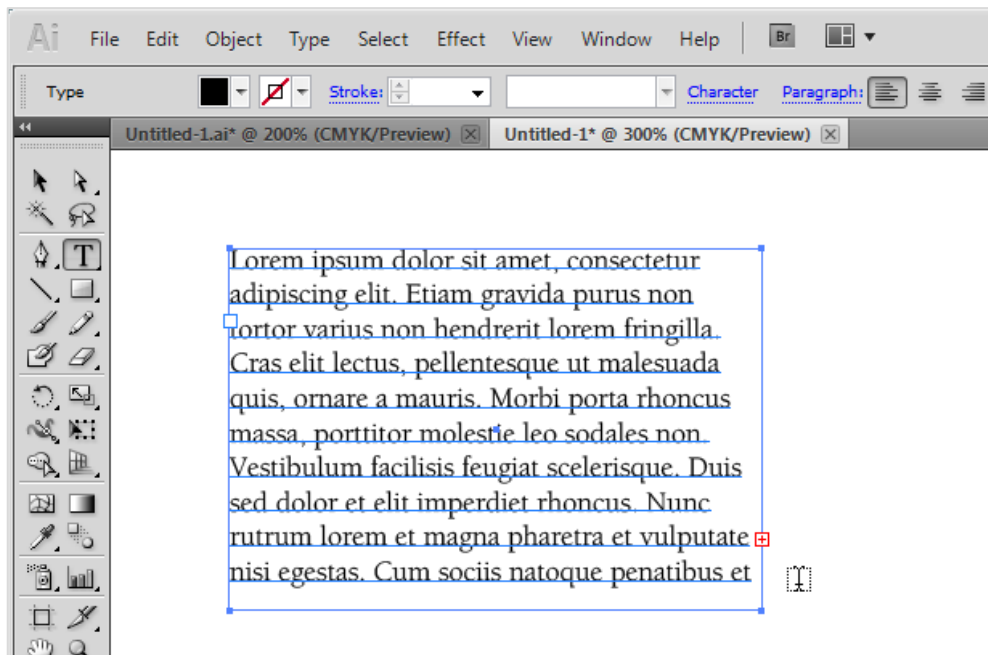 Ai File Edit Object Type Select Effect View Window Help Br
Type Stroke: Character Paragraph:
Untitled-1.ai* @ 200% (CMYK/Preview) Untitled-1* @ 300% (CMYK/Preview)
T
Lorem ipsum dolor sit amet, consectetur
adipiscing elit. Etiam gravida purus non
tortor varius non hendrerit lorem fringilla.
Cras elit lectus, pellentesque ut malesuada
quis, ornare a mauris. Morbi porta rhoncus
massa, porttitor molestie leo sodales non.
Vestibulum facilisis feugiat scelerisque. Duis
sed dolor et elit imperdiet rhoncus. Nunc
rutrum lorem et magna pharetra et vulputate
nisi egestas. Cum sociis natoque penatibus et